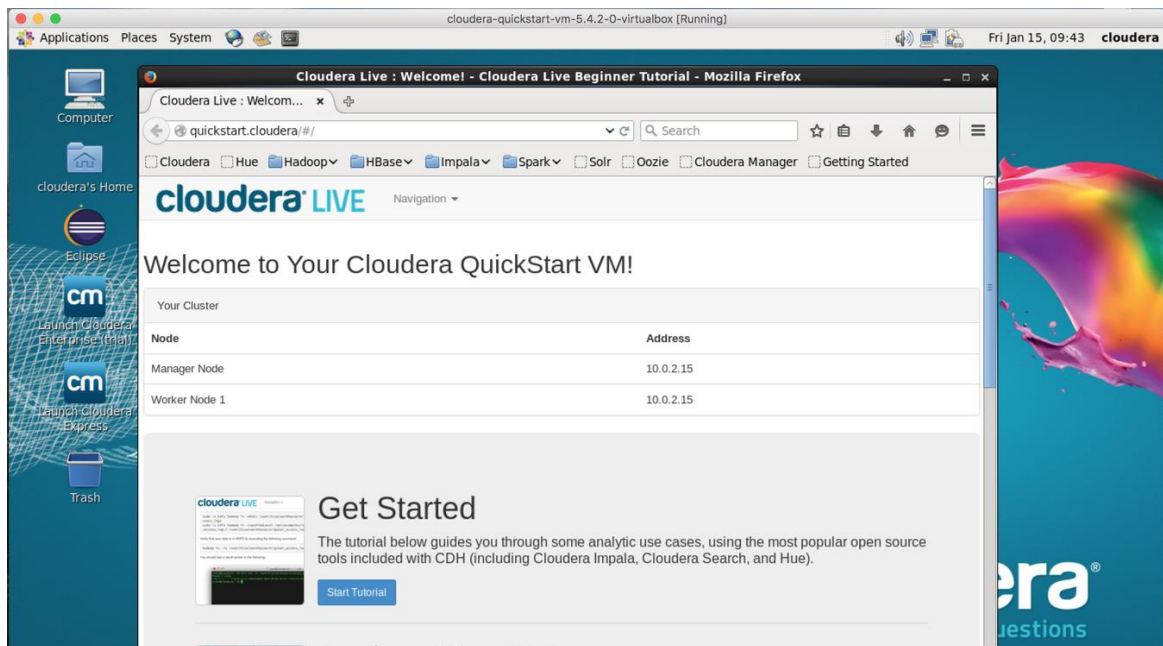 cloudera-quickstart-vm-5.4.2-0-virtualbox [Running]
Applications Places System Fri Jan 15, 09:43 cloudera
Computer
cloudera's Home
Eclipse
cm
Launch Cloudera
Enterprise (trial)
cm
Launch Cloudera
Express
Trash
Cloudera Live : Welcome! - Cloudera Live Beginner Tutorial - Mozilla Firefox
Cloudera Live : Welcom...
quickstart.cloudera/#/ Search
Cloudera Hue Hadoop HBase Impala Spark Solr Oozie Cloudera Manager Getting Started
cloudera LIVE Navigation
Welcome to Your Cloudera QuickStart VM!
Your Cluster
Node Address
Manager Node 10.0.2.15
Worker Node 1 10.0.2.15
cloudera LIVE
Get Started
The tutorial below guides you through some analytic use cases, using the most popular open source
tools included with CDH (including Cloudera Impala, Cloudera Search, and Hue).
Start Tutorial
era®
uestions